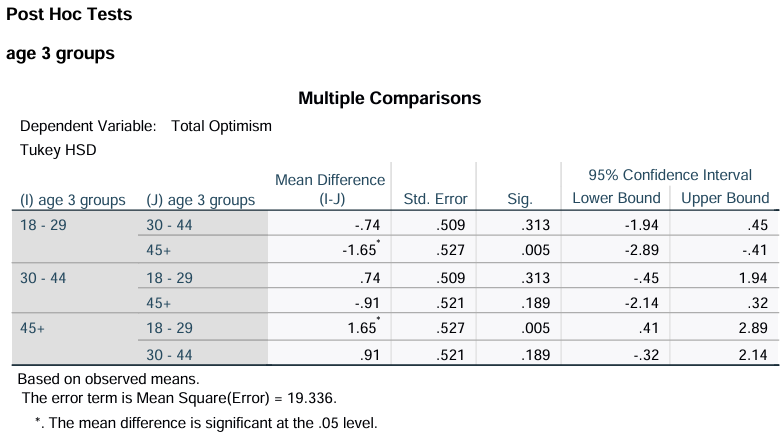 Post Hoc Tests
age 3 groups
Multiple Comparisons
Dependent Variable: Total Optimism
Tukey HSD
(I) age 3 groups (J) age 3 groups Mean Difference (I-J) Std. Error Sig. 95% Confidence Interval Lower Bound Upper Bound
18 - 29 30 - 44 -.74 .509 .313 -1.94 .45
45+ -1.65* .527 .005 -2.89 -.41
30 - 44 18 - 29 .74 .509 .313 -.45 1.94
45+ -.91 .521 .189 -2.14 .32
45+ 18 - 29 1.65* .527 .005 .41 2.89
30 - 44 .91 .521 .189 -.32 2.14
Based on observed means.
The error term is Mean Square(Error) = 19.336.
*. The mean difference is significant at the .05 level.